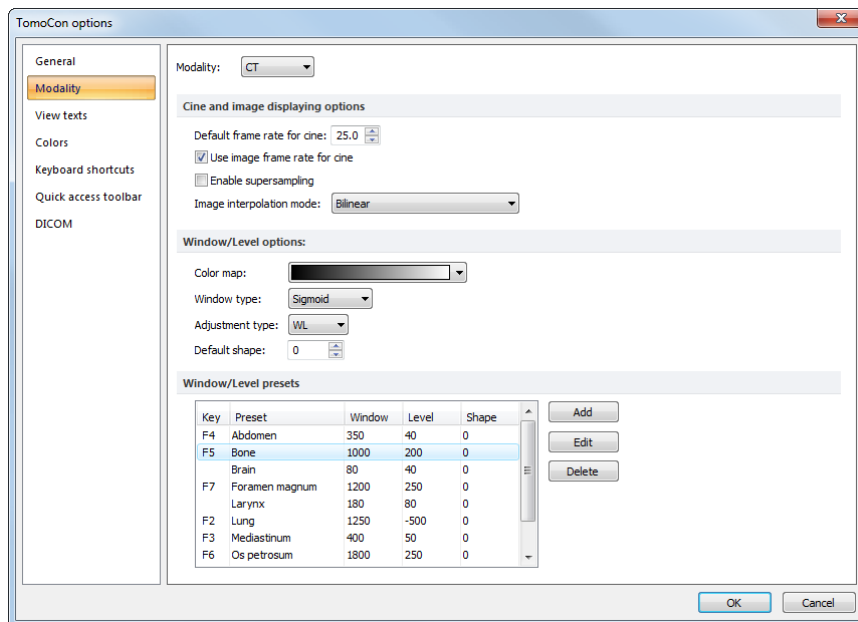 TomoCon options
General
Modality
View texts
Colors
Keyboard shortcuts
Quick access toolbar
DICOM
Modality: CT
Cine and image displaying options
Default frame rate for cine: 25.0
Use image frame rate for cine
Enable supersampling
Image interpolation mode: Bilinear
Window/Level options:
Color map:
Window type: Sigmoid
Adjustment type: WL
Default shape: 0
Window/Level presets
Key Preset Window Level Shape
F4 Abdomen 350 40 0
F5 Bone 1000 200 0
Brain 80 40 0
F7 Foramen magnum 1200 250 0
Larynx 180 80 0
F2 Lung 1250 -500 0
F3 Mediastinum 400 50 0
F6 Os petrosum 1800 250 0
Add
Edit
Delete
OK Cancel